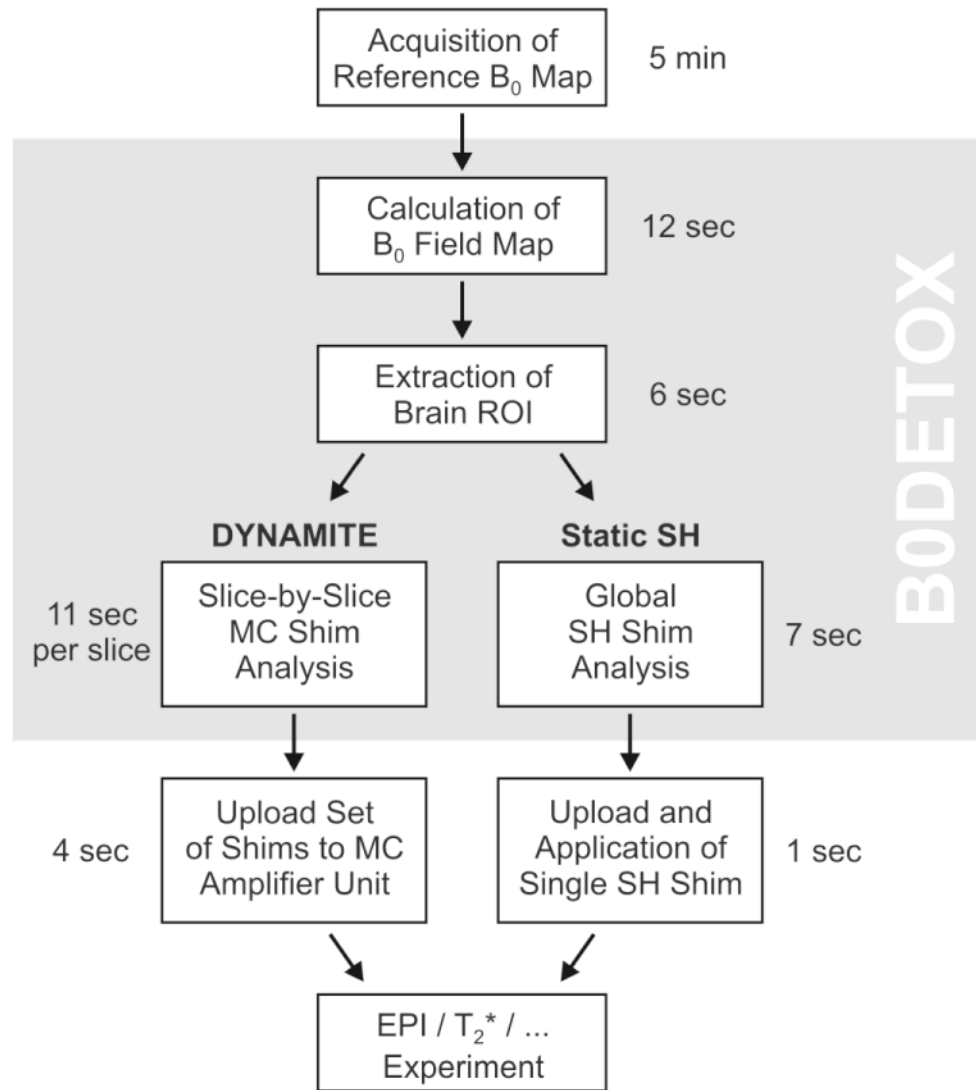 Acquisition of
Reference B₀ Map
5 min
Calculation of
B₀ Field Map
12 sec
Extraction of
Brain ROI
6 sec
B0DETOX
DYNAMITE
Slice-by-Slice
MC Shim
Analysis
11 sec
per slice
Static SH
Global
SH Shim
Analysis
7 sec
Upload Set
of Shims to MC
Amplifier Unit
4 sec
Upload and
Application of
Single SH Shim
1 sec
EPI / T₂* / ...
Experiment